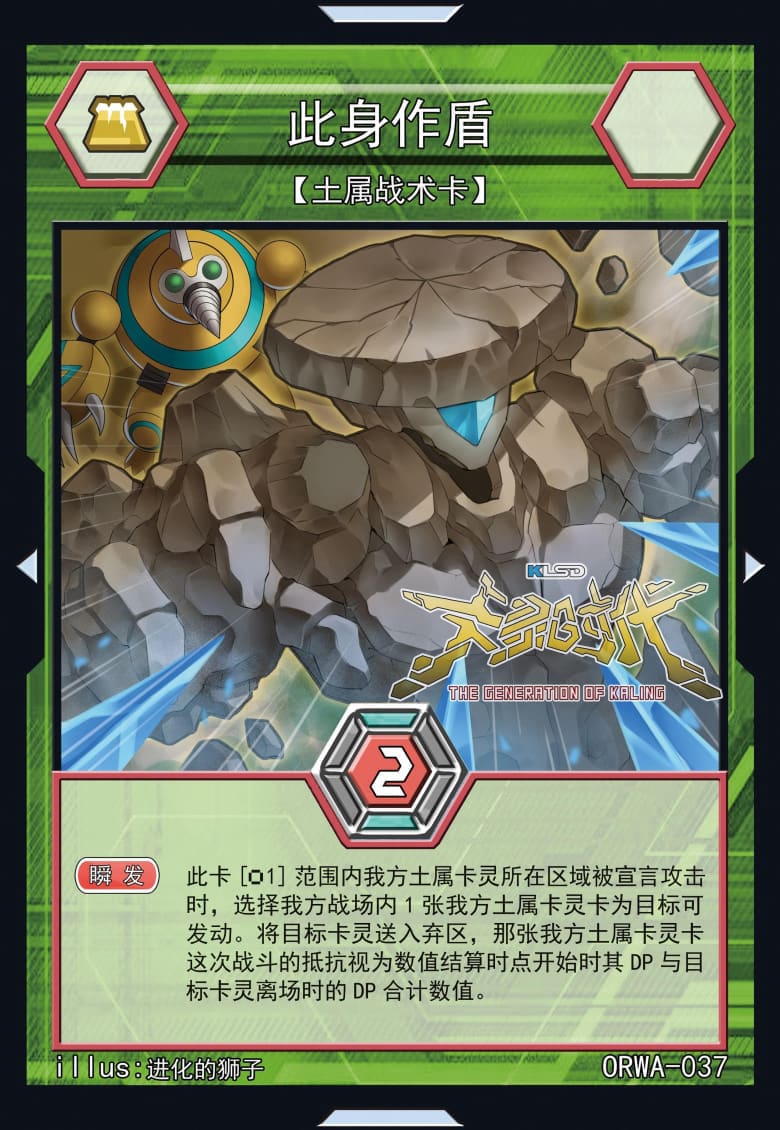 此身作盾
【土属战术卡】
KLSD
卡灵时代
THE GENERATION OF KALING
2
瞬发
此卡 [O1] 范围内我方土属卡灵所在区域被宣言攻击
时，选择我方战场内 1 张我方土属卡灵卡为目标可
发动。将目标卡灵送入弃区，那张我方土属卡灵卡
这次战斗的抵抗视为数值结算时点开始时其 DP 与目
标卡灵离场时的 DP 合计数值。
illus:进化的狮子
ORWA-037